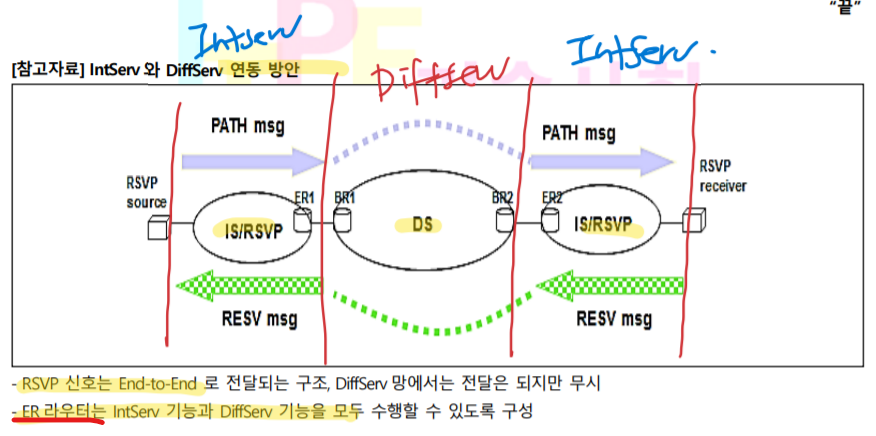 "끝"
Intserv
[참고자료] IntServ 와 DiffServ 연동 방안
Diffserv
IntServ.
PATH msg
PATH msg
RSVP source
RSVP receiver
ER1
BR1
BR2
ER2
IS/RSVP
DS
IS/RSVP
RESV msg
RESV msg
- RSVP 신호는 End-to-End 로 전달되는 구조, DiffServ 망에서는 전달은 되지만 무시
- ER 라우터는 IntServ 기능과 DiffServ 기능을 모두 수행할 수 있도록 구성